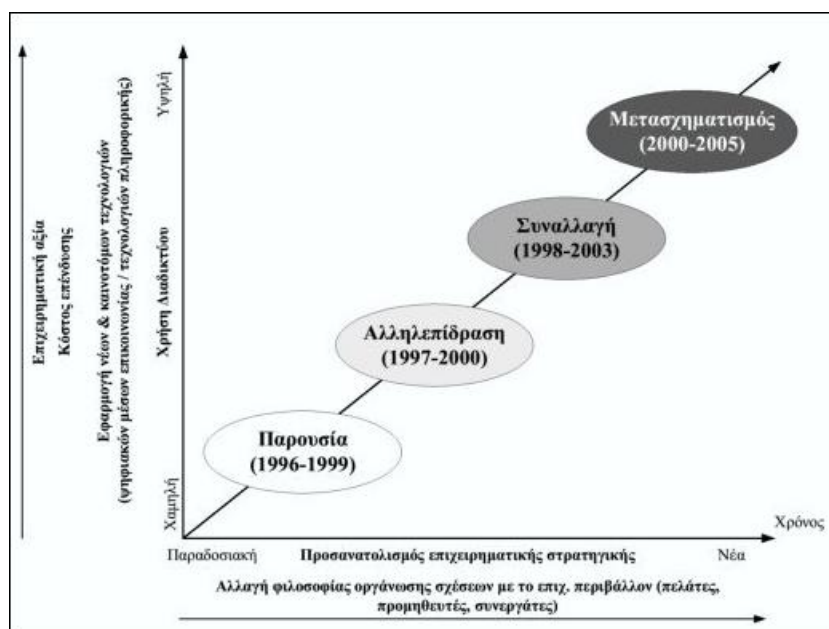 Επιχειρηματική αξία
Κόστος επένδυσης
Εφαρμογή νέων & καινοτόμων τεχνολογιών
(ψηφιακών μέσων επικοινωνίας / τεχνολογιών πληροφορικής)
Χρήση Διαδικτύου
Υψηλή
Χαμηλή
Μετασχηματισμός
(2000-2005)
Συναλλαγή
(1998-2003)
Αλληλεπίδραση
(1997-2000)
Παρουσία
(1996-1999)
Χρόνος
Παραδοσιακή Προσανατολισμός επιχειρηματικής στρατηγικής Νέα
Αλλαγή φιλοσοφίας οργάνωσης σχέσεων με το επιχ. περιβάλλον (πελάτες,
προμηθευτές, συνεργάτες)